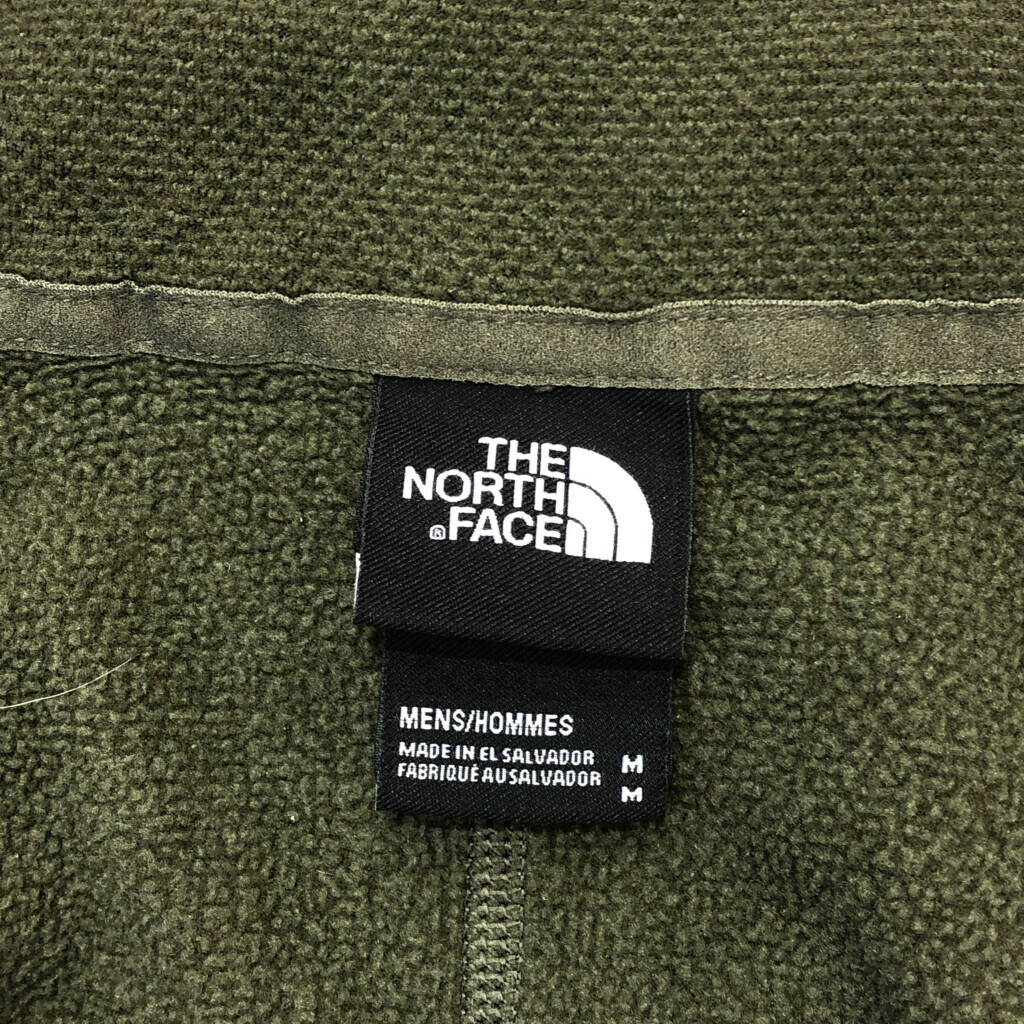 THE
NORTH
®FACE
MENS/HOMMES
MADE IN EL SALVADOR M
FABRIQUÉ AU SALVADOR M